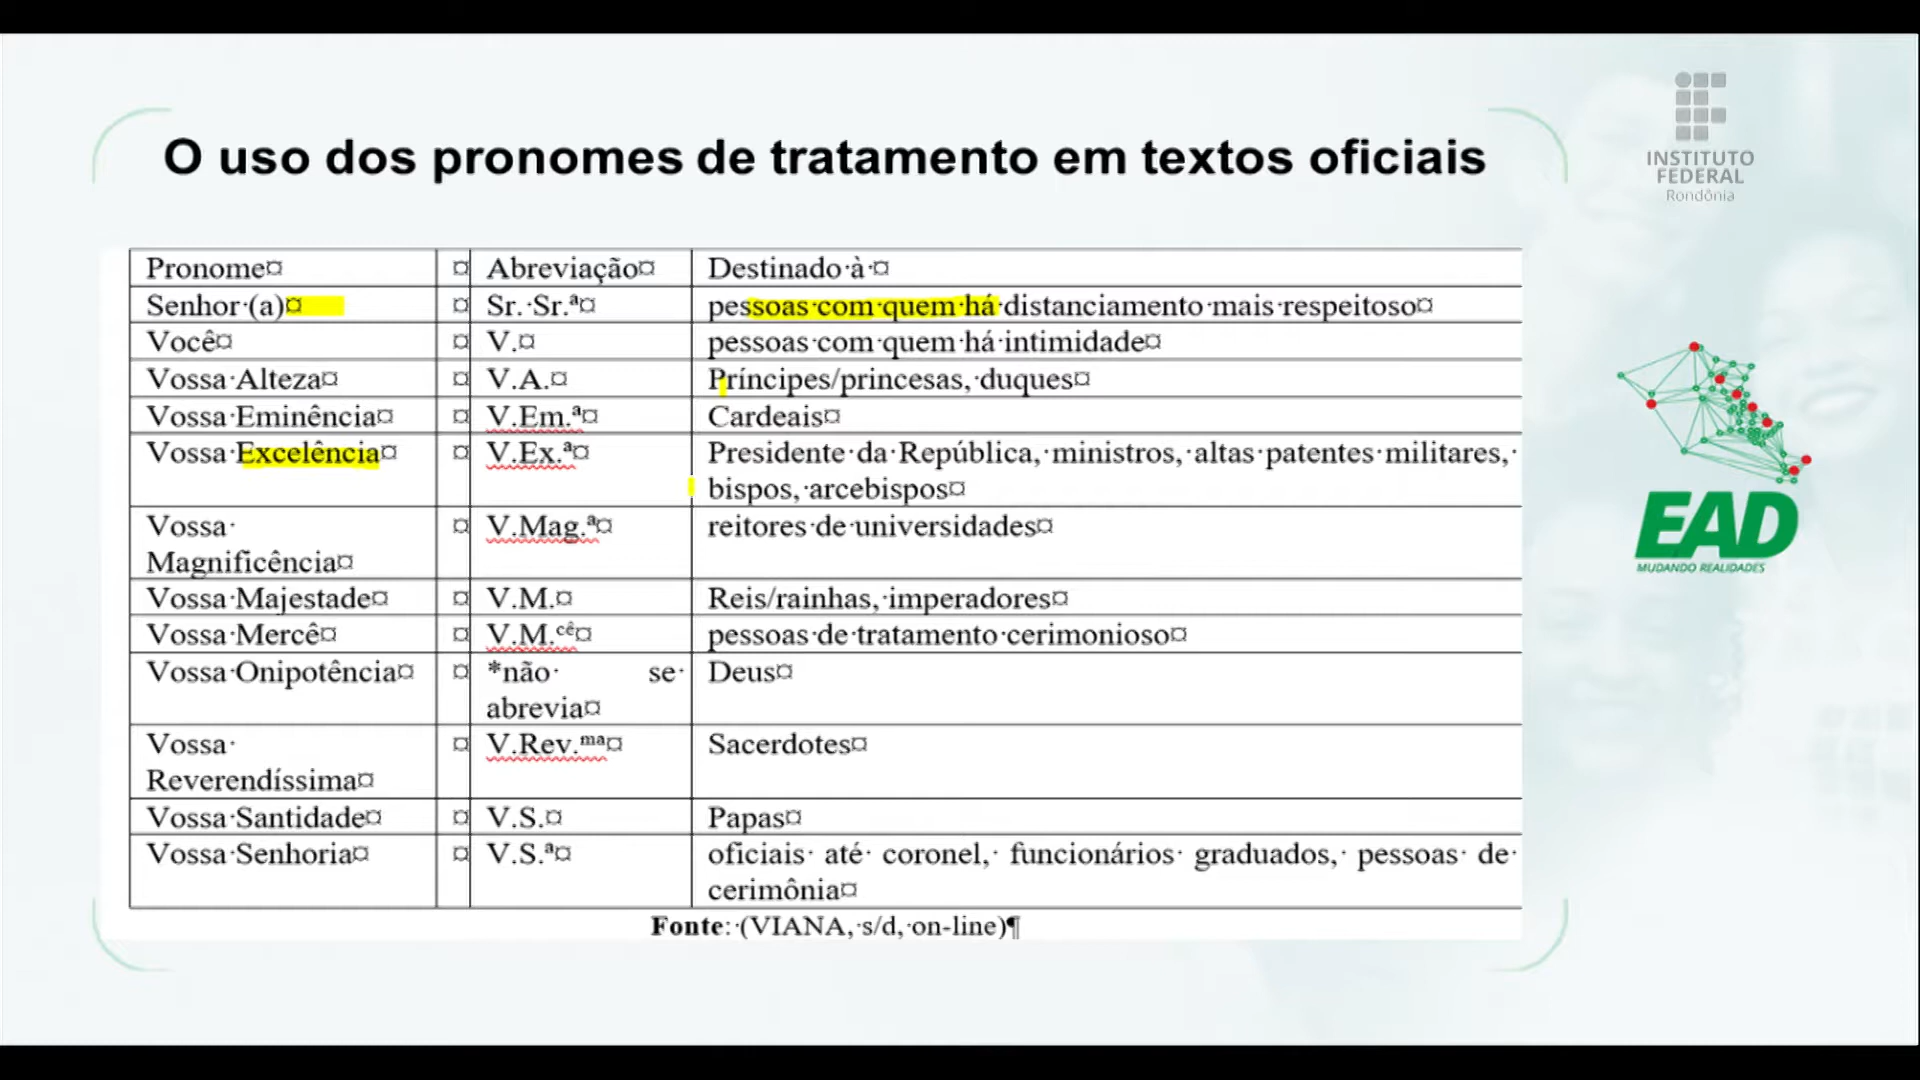 O uso dos pronomes de tratamento em textos oficiais
INSTITUTO
FEDERAL
Rondônia
Pronome¤ ¤ Abreviação¤ Destinado·à·¤
Senhor·(a)¤ ¤ Sr.·Sr.ª¤ pessoas·com·quem·há·distanciamento·mais·respeitoso¤
Você¤ ¤ V.¤ pessoas·com·quem·há·intimidade¤
Vossa·Alteza¤ ¤ V.A.¤ Príncipes/princesas,·duques¤
Vossa·Eminência¤ ¤ V.Em.ª¤ Cardeais¤
Vossa·Excelência¤ ¤ V.Ex.ª¤ Presidente·da·República,·ministros,·altas·patentes·militares,·
bispos,·arcebispos¤
Vossa· ¤ V.Mag.ª¤ reitores·de·universidades¤
Magnificência¤
Vossa·Majestade¤ ¤ V.M.¤ Reis/rainhas,·imperadores¤
Vossa·Mercê¤ ¤ V.M.cê¤ pessoas·de·tratamento·cerimonioso¤
Vossa·Onipotência¤ ¤ *não· se· Deus¤
abrevia¤
Vossa· ¤ V.Rev.ma¤ Sacerdotes¤
Reverendíssima¤
Vossa·Santidade¤ ¤ V.S.¤ Papas¤
Vossa·Senhoria¤ ¤ V.S.ª¤ oficiais· até· coronel,· funcionários· graduados,· pessoas· de·
cerimônia¤
Fonte:·(VIANA,·s/d,·on-line)¶
EAD
MUDANDO REALIDADES